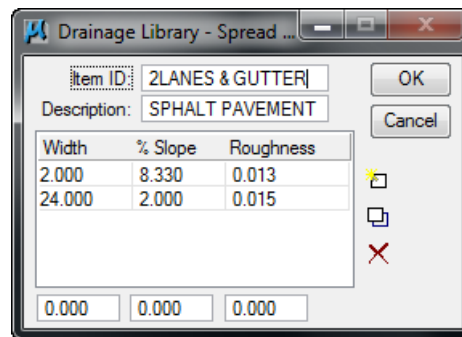 Drainage Library - Spread ...
Item ID: 2LANES & GUTTER
OK
Description: SPHALT PAVEMENT
Cancel
Width % Slope Roughness
2.000 8.330 0.013
24.000 2.000 0.015
0.000 0.000 0.000